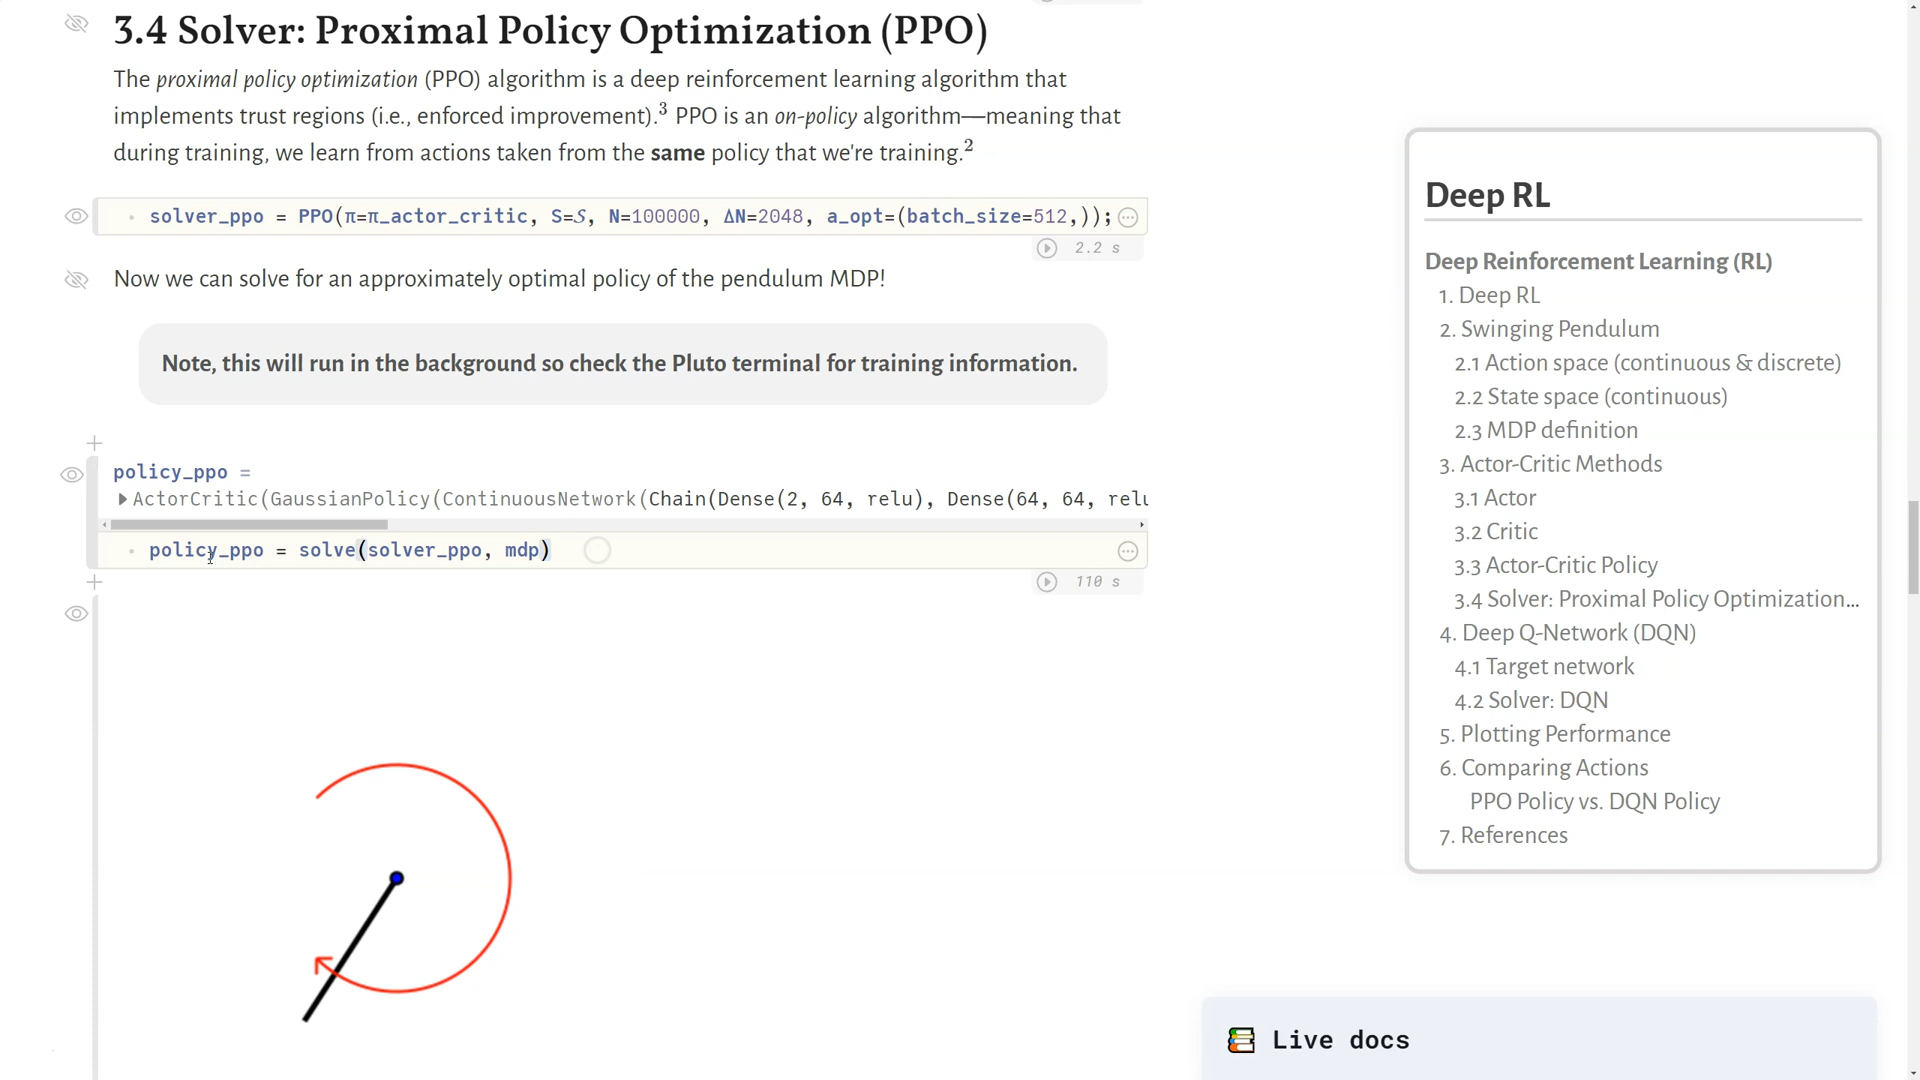 3.4 Solver: Proximal Policy Optimization (PPO)
The proximal policy optimization (PPO) algorithm is a deep reinforcement learning algorithm that
implements trust regions (i.e., enforced improvement).³ PPO is an on-policy algorithm—meaning that
during training, we learn from actions taken from the same policy that we're training.²
solver_ppo = PPO(π=π_actor_critic, S=𝒮, N=100000, ΔN=2048, a_opt=(batch_size=512,));
2.2 s
Now we can solve for an approximately optimal policy of the pendulum MDP!
Note, this will run in the background so check the Pluto terminal for training information.
policy_ppo =
ActorCritic(GaussianPolicy(ContinuousNetwork(Chain(Dense(2, 64, relu), Dense(64, 64, relu
policy_ppo = solve(solver_ppo, mdp)
110 s
Deep RL
Deep Reinforcement Learning (RL)
1. Deep RL
2. Swinging Pendulum
2.1 Action space (continuous & discrete)
2.2 State space (continuous)
2.3 MDP definition
3. Actor-Critic Methods
3.1 Actor
3.2 Critic
3.3 Actor-Critic Policy
3.4 Solver: Proximal Policy Optimization...
4. Deep Q-Network (DQN)
4.1 Target network
4.2 Solver: DQN
5. Plotting Performance
6. Comparing Actions
PPO Policy vs. DQN Policy
7. References
Live docs